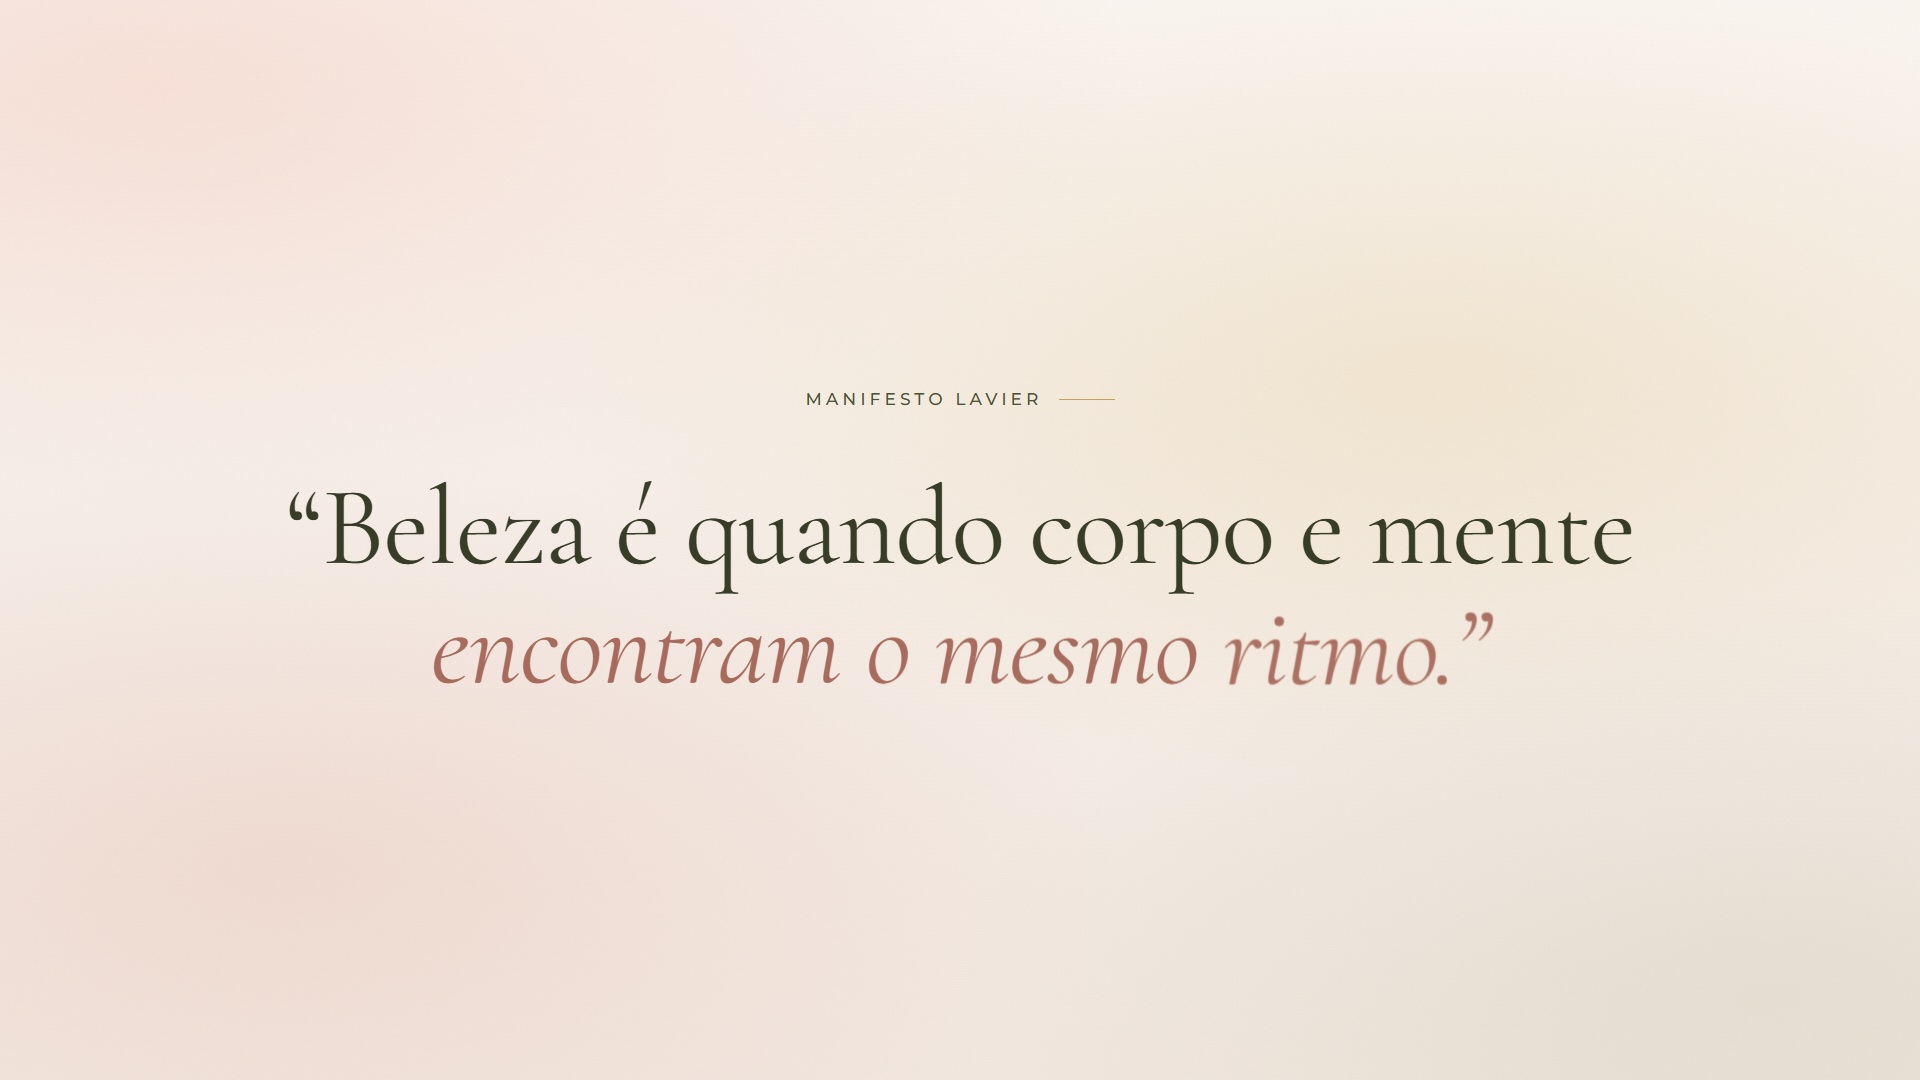 MANIFESTO LAVIER
“Beleza é quando corpo e mente
encontram o mesmo ritmo.”